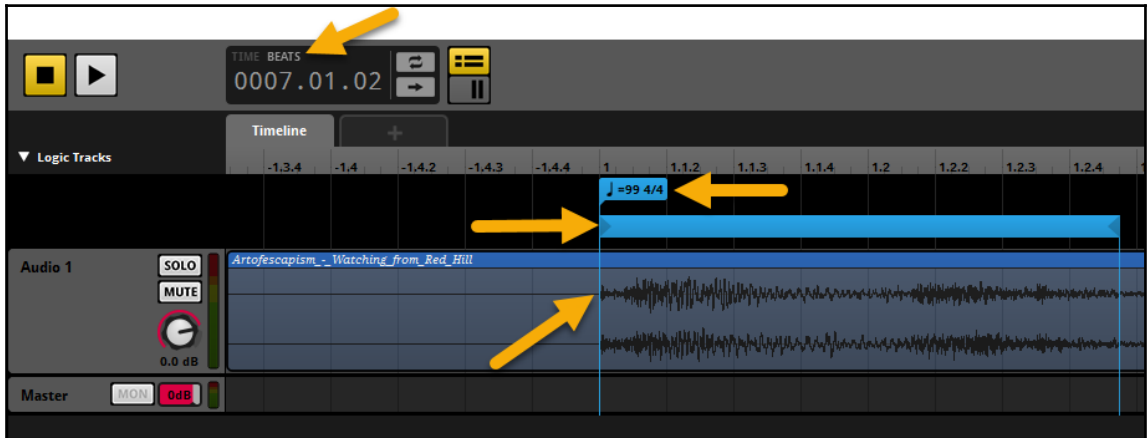 TIME BEATS
0007.01.02
Timeline +
▼ Logic Tracks
-1.3.4 -1.4 -1.4.2 -1.4.3 -1.4.4 1 1.1.2 1.1.3 1.1.4 1.2 1.2.2 1.2.3 1.2.4
♩=99 4/4
Audio 1 SOLO Artofescapism_-_Watching_from_Red_Hill
MUTE
0.0 dB
Master MON 0dB